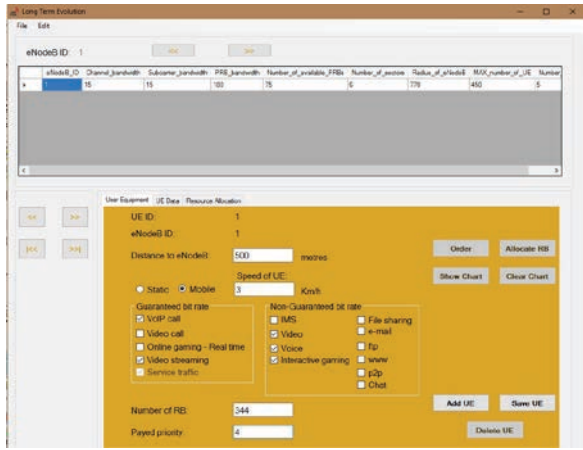 Long Term Evolution
File Edit
eNodeB ID: 1 << >>
eNodeB_ID Channel_bandwidth Subcarrier_bandwidth PRB_bandwidth Number_of_available_PRBs Number_of_sectors Radius_of_eNodeB MAX_number_of_UE Number
1 15 15 180 75 6 778 450 5
User Equipment UE Data Resource Allocation
<< >>
|<< >>|
UE ID: 1
eNodeB ID: 1
Distance to eNodeB: 500 metres
Order Allocate RB
Speed of UE:
Show Chart Clear Chart
Static Mobile 3 Km/h
Guaranteed bit rate Non-Guaranteed bit rate
VoIP call IMS File sharing
Video call Video e-mail
Online gaming - Real time Voice ftp
Video streaming Interactive gaming www
Service traffic p2p
Chat
Add UE Save UE
Number of RB: 344
Payed priority 4 Delete UE